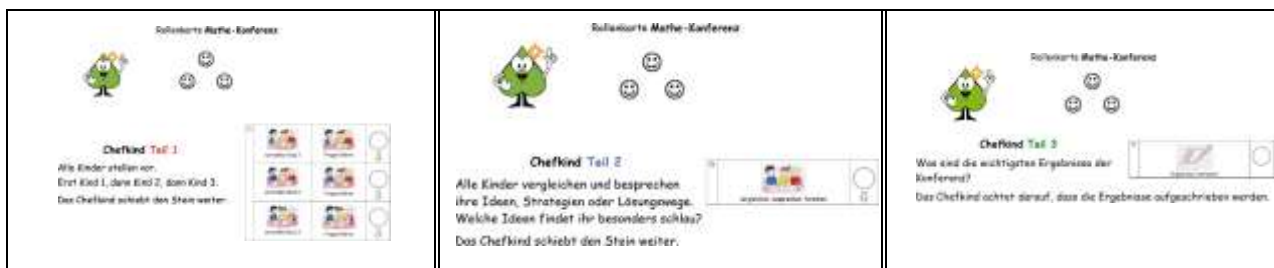 Rollenkarte Mathe-Konferenz
Chefkind Teil 1
Alle Kinder stellen vor.
Erst Kind 1, dann Kind 2, dann Kind 3.
Das Chefkind schiebt den Stein weiter.
Rollenkarte Mathe-Konferenz
Chefkind Teil 2
Alle Kinder vergleichen und besprechen
ihre Ideen, Strategien oder Lösungswege.
Welche Ideen findet ihr besonders schlau?
Das Chefkind schiebt den Stein weiter.
Rollenkarte Mathe-Konferenz
Chefkind Teil 3
Was sind die wichtigsten Ergebnisse der
Konferenz?
Das Chefkind achtet darauf, dass die Ergebnisse aufgeschrieben werden.